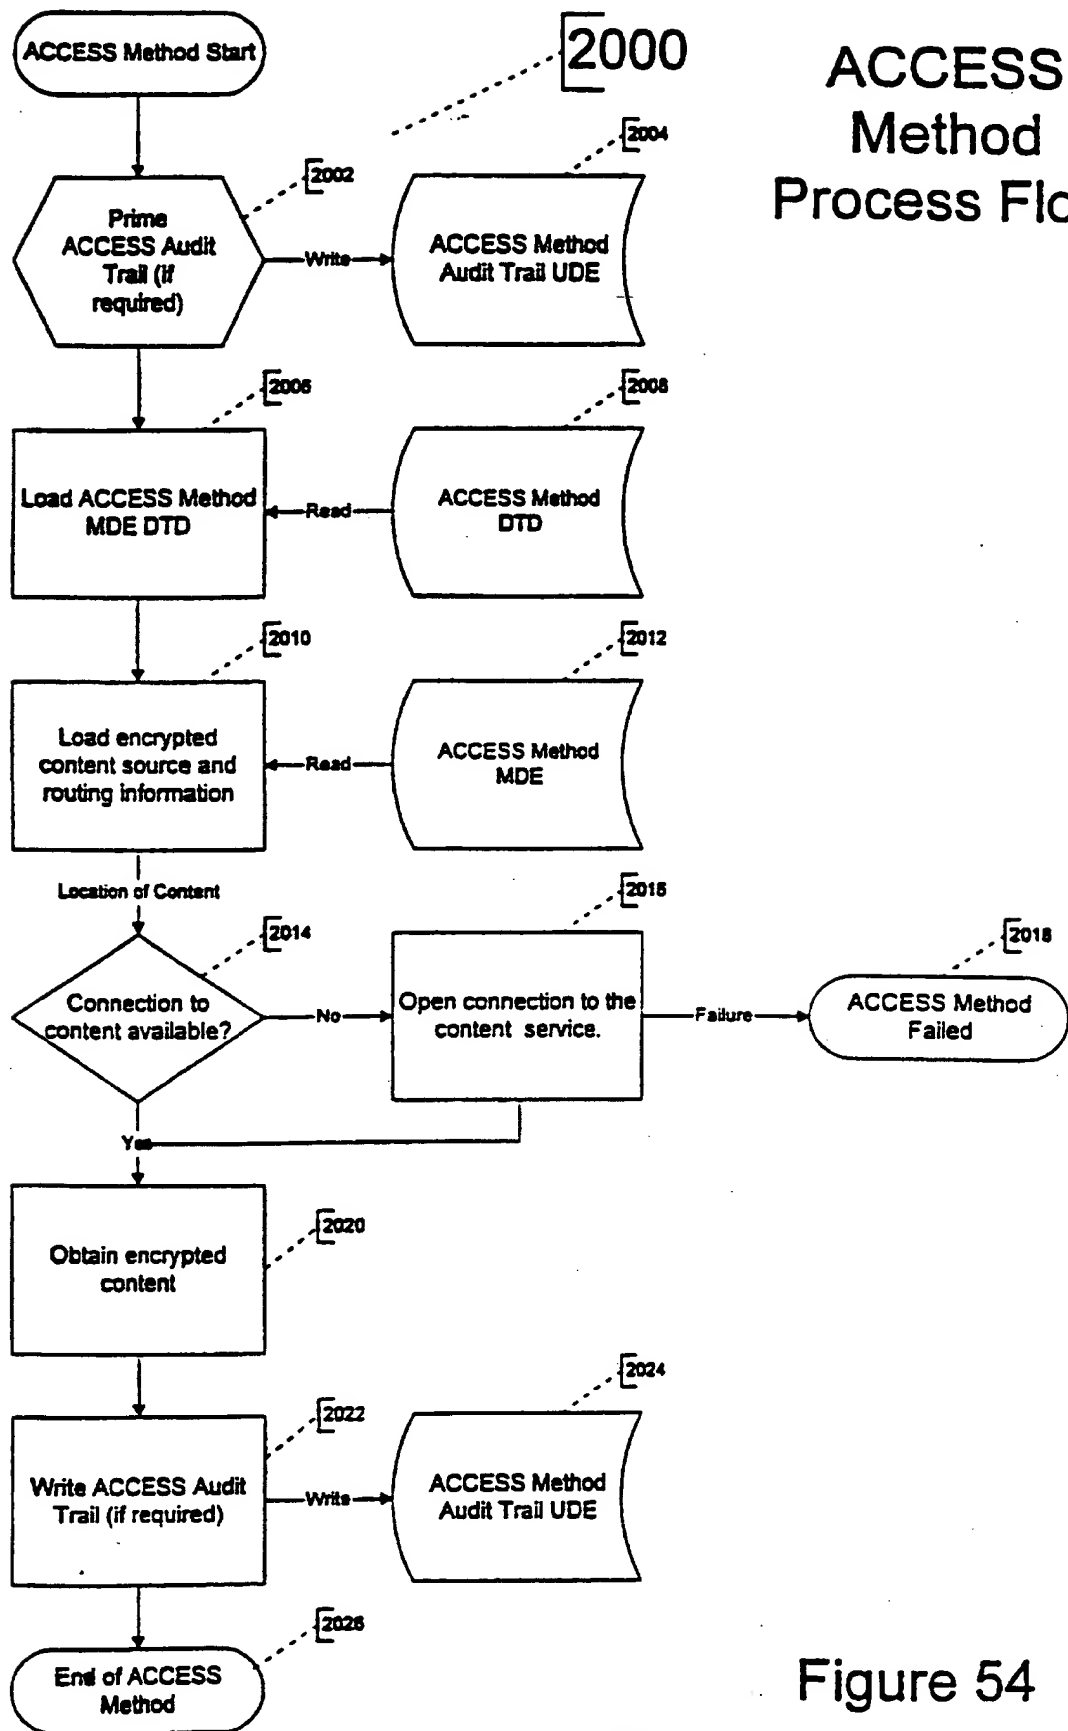 ACCESS Method Start
2000
ACCESS
Method
Process Flo
2002
2004
Prime
ACCESS Audit
Trail (if
required)
Write
ACCESS Method
Audit Trail UDE
2006
2008
Load ACCESS Method
MDE DTD
Read
ACCESS Method
DTD
2010
2012
Load encrypted
content source and
routing information
Read
ACCESS Method
MDE
Location of Content
2014
2016
2018
Connection to
content available?
No
Open connection to the
content service.
Failure
ACCESS Method
Failed
Yes
2020
Obtain encrypted
content
2022
2024
Write ACCESS Audit
Trail (if required)
Write
ACCESS Method
Audit Trail UDE
2026
End of ACCESS
Method
Figure 54